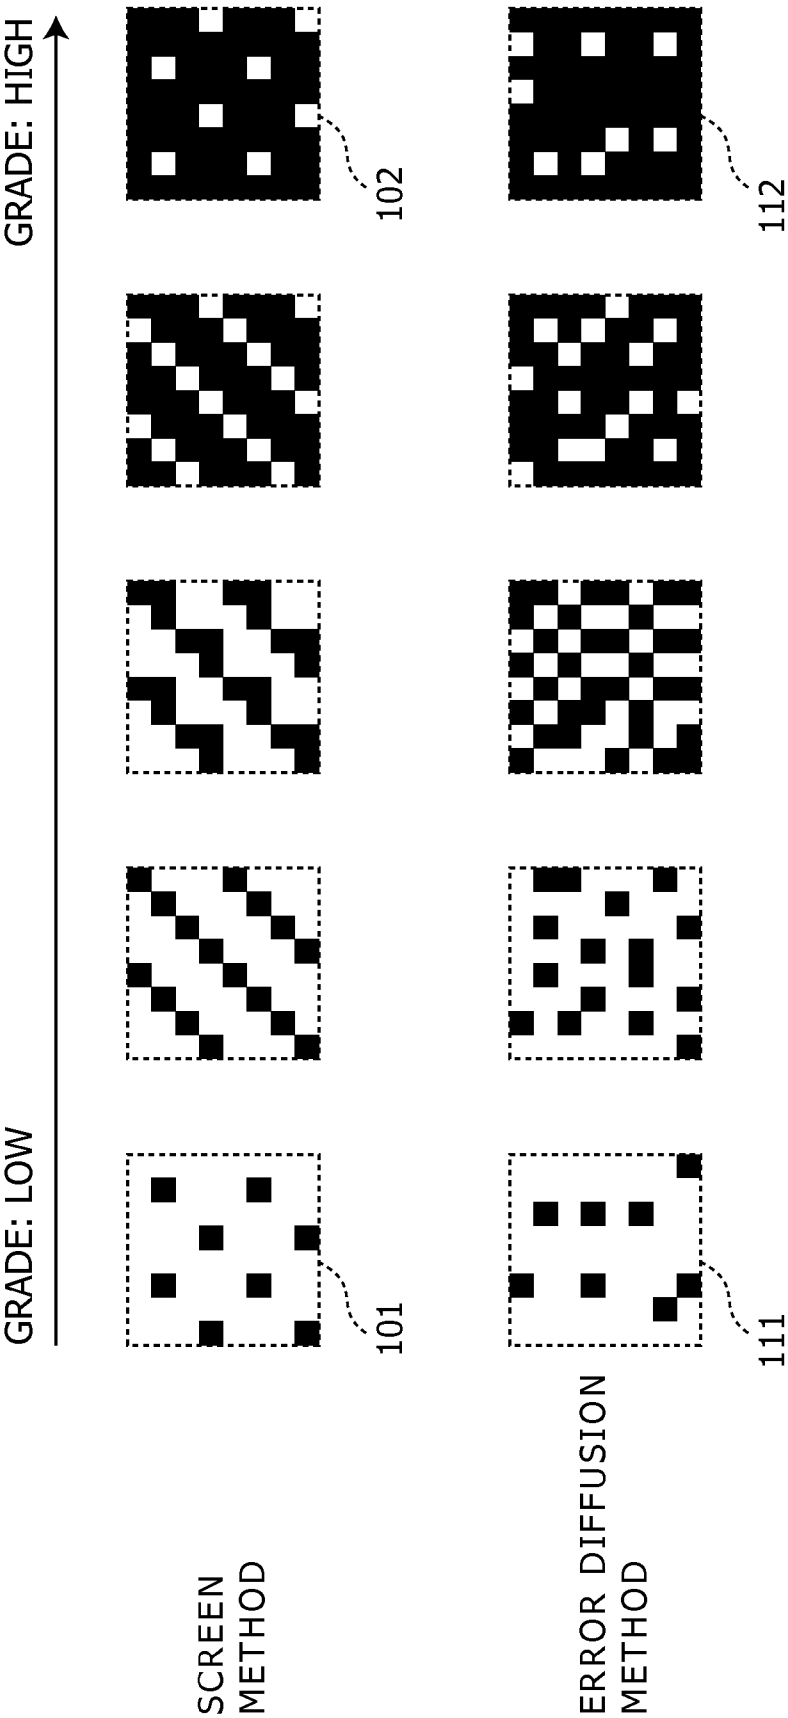 GRADE: LOW
GRADE: HIGH
SCREEN
METHOD
101
102
ERROR DIFFUSION
METHOD
111
112